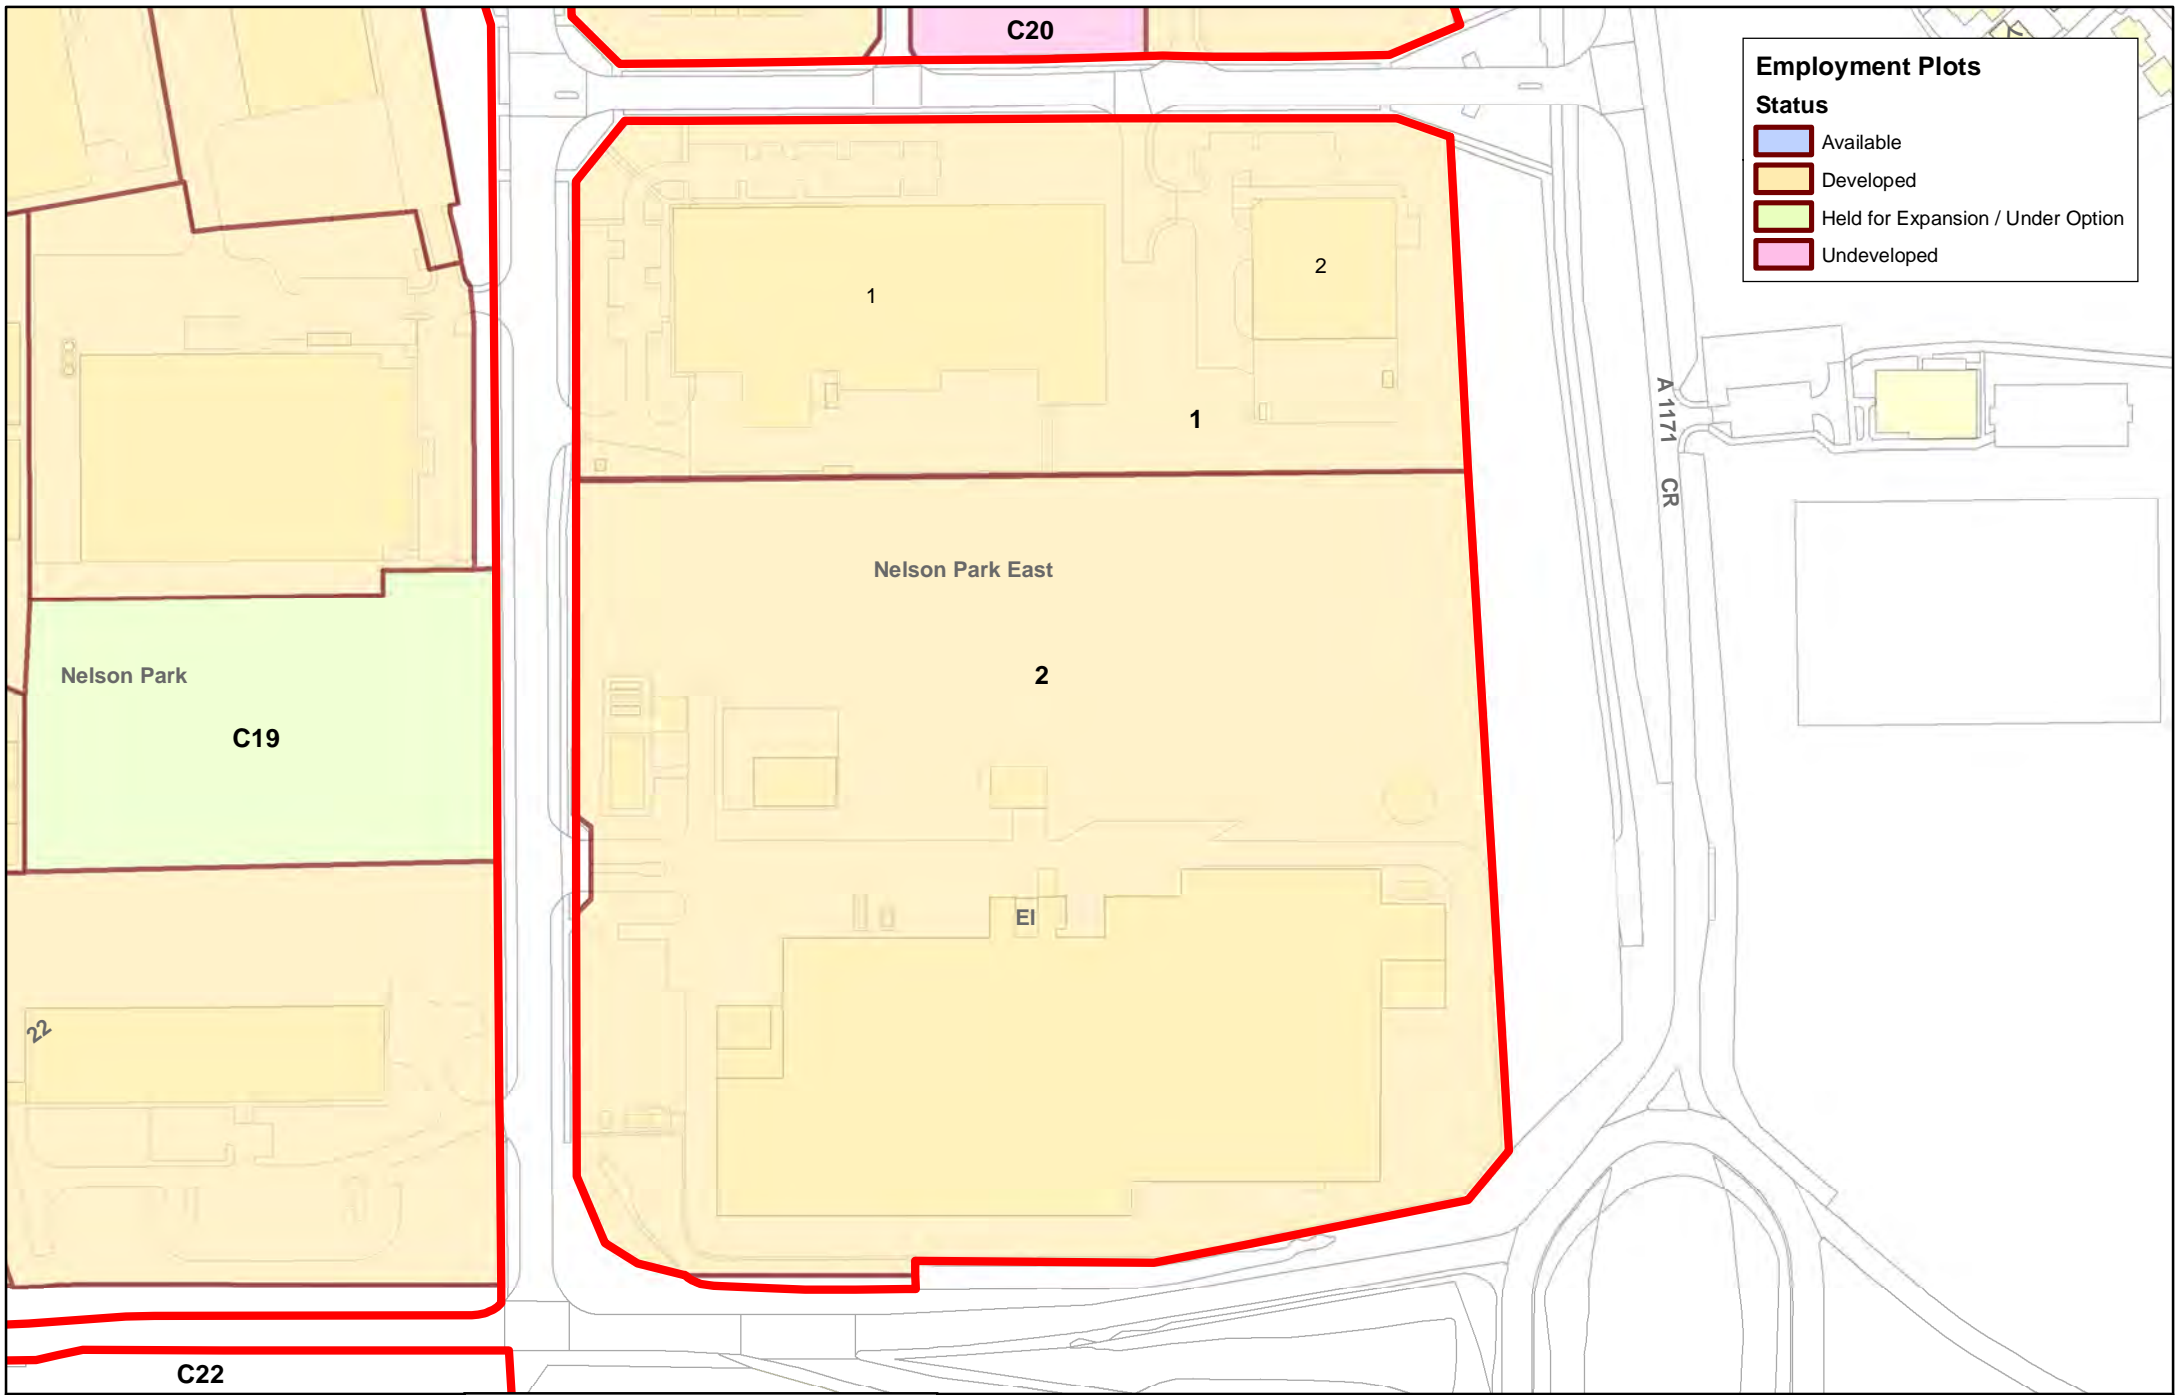 C20
Employment Plots
Status
Available
Developed
Held for Expansion / Under Option
Undeveloped
1
2
1
A 1171
CR
Nelson Park East
Nelson Park
2
C19
El
22
C22